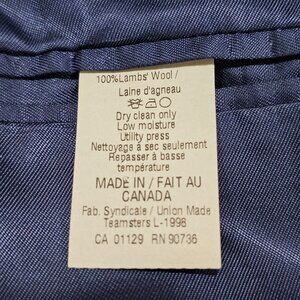 100%Lambs' Wool /
Laine d'agneau
Dry clean only
Low moisture
Utility press
Nettoyage à sec seulement
Repasser à basse
température
MADE IN / FAIT AU
CANADA
Fab. Syndicale / Union Made
Teamsters L-1998
CA 01129 RN 90736